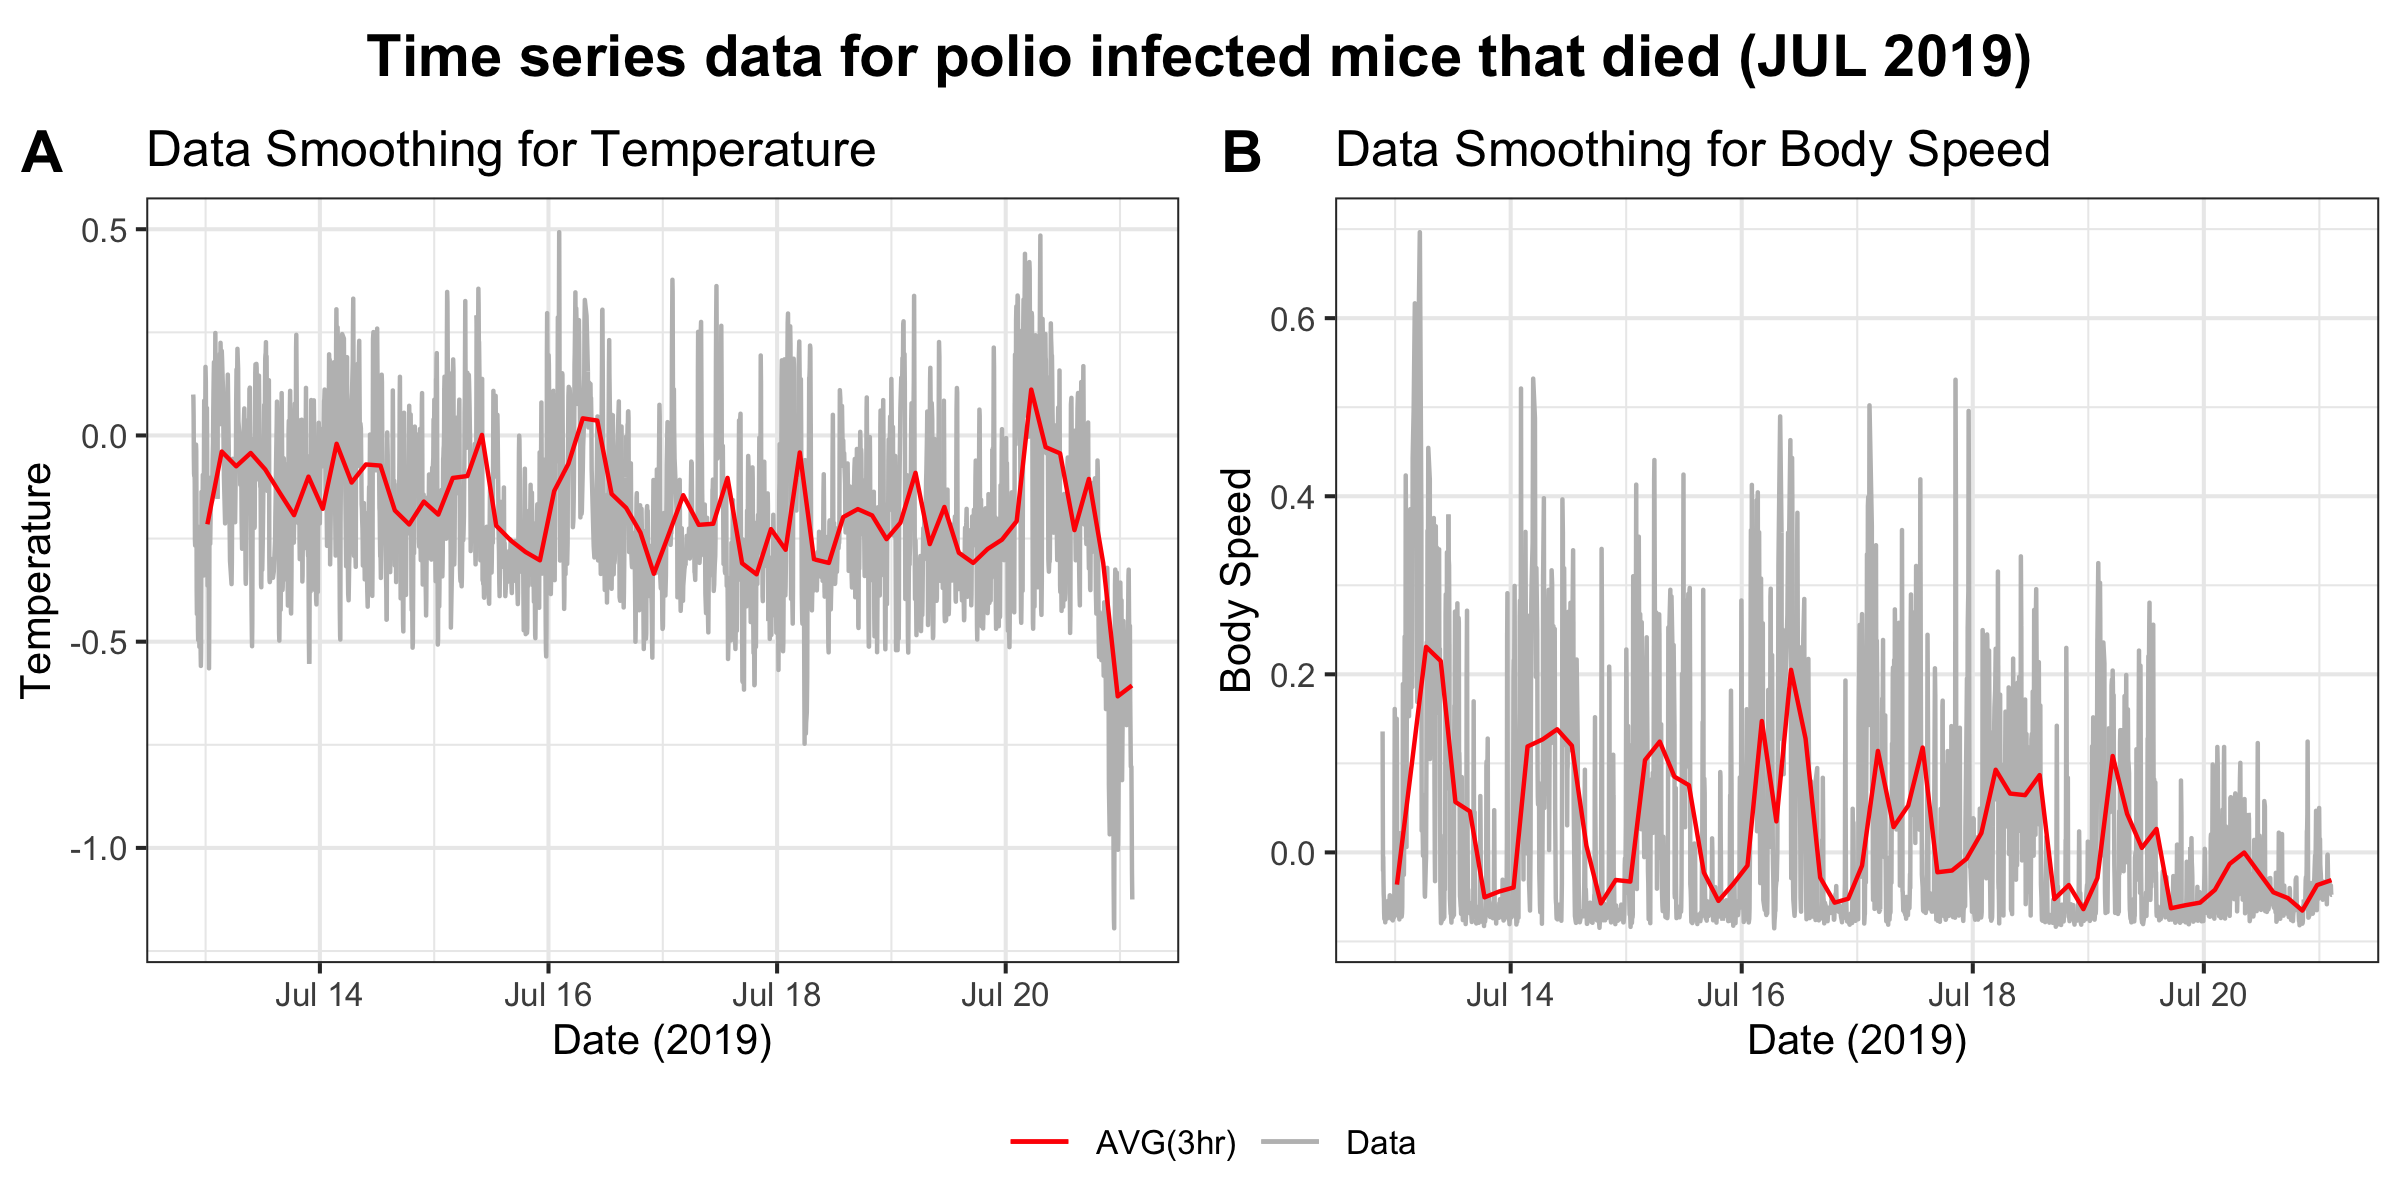 Time series data for polio infected mice that died (JUL 2019)
A
Data Smoothing for Temperature
Temperature
0.5
0.0
-0.5
-1.0
Jul 14
Jul 16
Jul 18
Jul 20
Date (2019)
B
Data Smoothing for Body Speed
Body Speed
0.6
0.4
0.2
0.0
Jul 14
Jul 16
Jul 18
Jul 20
Date (2019)
AVG(3hr)
Data